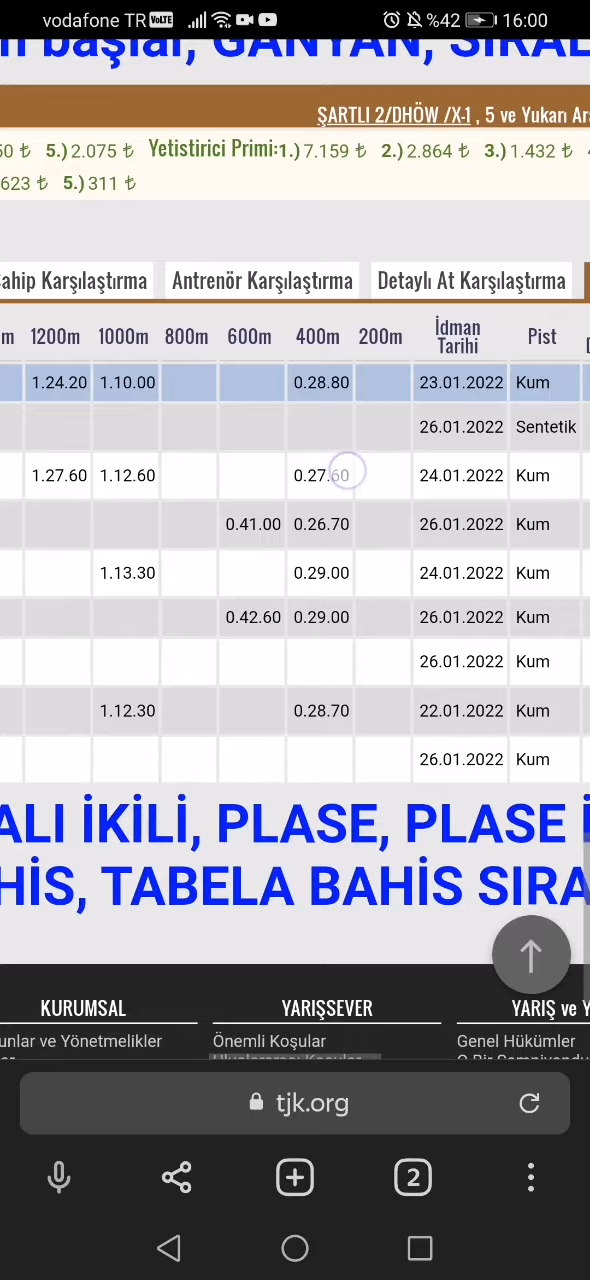 vodafone TR VoLTE %42 16:00
n başlar, GANYAN, SIRAL
ŞARTLI 2/DHÖW /X-1 , 5 ve Yukarı Ar
50 ₺ 5.) 2.075 ₺ Yetistirici Primi:1.) 7.159 ₺ 2.) 2.864 ₺ 3.) 1.432 ₺
623 ₺ 5.) 311 ₺
ahip Karşılaştırma Antrenör Karşılaştırma Detaylı At Karşılaştırma
m 1200m 1000m 800m 600m 400m 200m İdman Tarihi Pist
1.24.20 1.10.00 0.28.80 23.01.2022 Kum
26.01.2022 Sentetik
1.27.60 1.12.60 0.27.60 24.01.2022 Kum
0.41.00 0.26.70 26.01.2022 Kum
1.13.30 0.29.00 24.01.2022 Kum
0.42.60 0.29.00 26.01.2022 Kum
26.01.2022 Kum
1.12.30 0.28.70 22.01.2022 Kum
26.01.2022 Kum
ALI İKİLİ, PLASE, PLASE İ
HİS, TABELA BAHİS SIRA
KURUMSAL YARIŞSEVER YARIŞ ve Y
unlar ve Yönetmelikler Önemli Koşular Genel Hükümler
Uluslararası Koşular
tjk.org
2